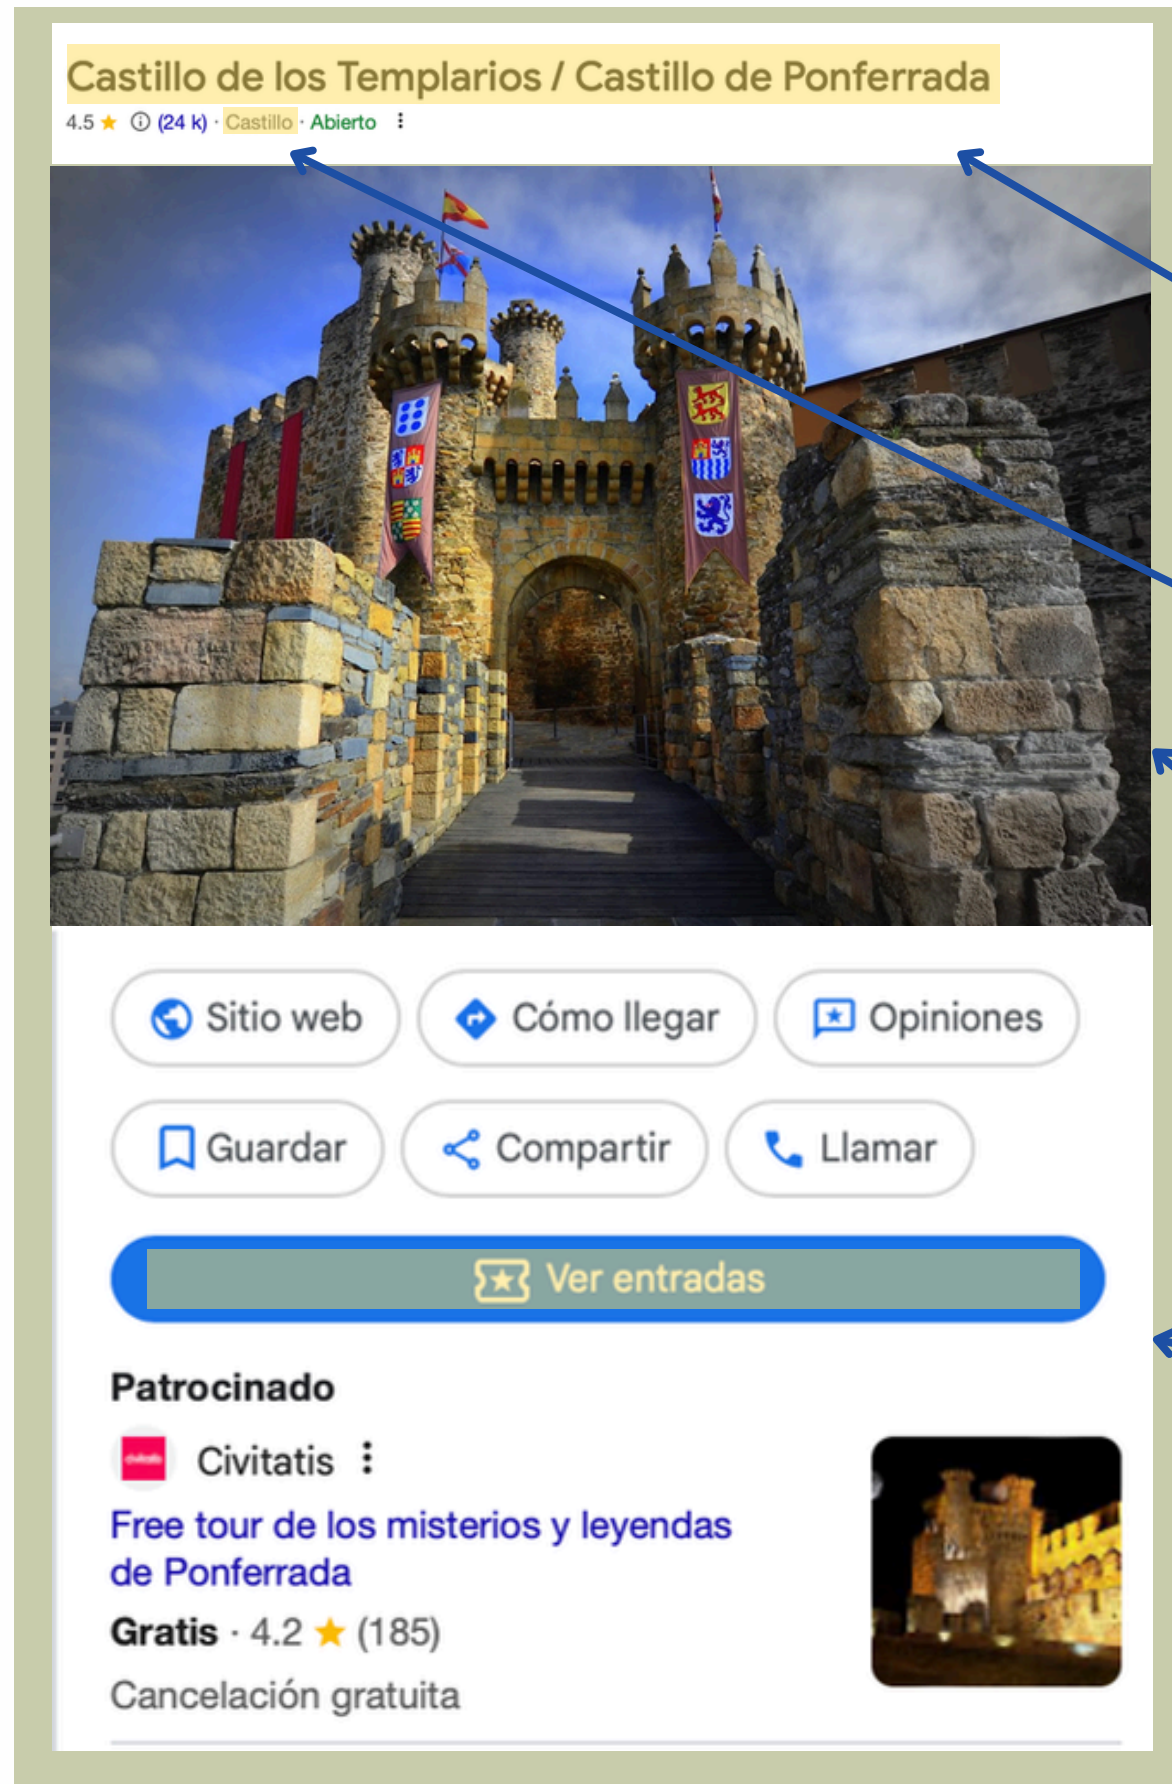 Castillo de los Templarios / Castillo de Ponferrada
4.5 ★ (24 k) · Castillo · Abierto
Sitio web
Cómo llegar
Opiniones
Guardar
Compartir
Llamar
Ver entradas
Patrocinado
civitatis
Civitatis
Free tour de los misterios y leyendas
de Ponferrada
Gratis · 4.2 ★ (185)
Cancelación gratuita